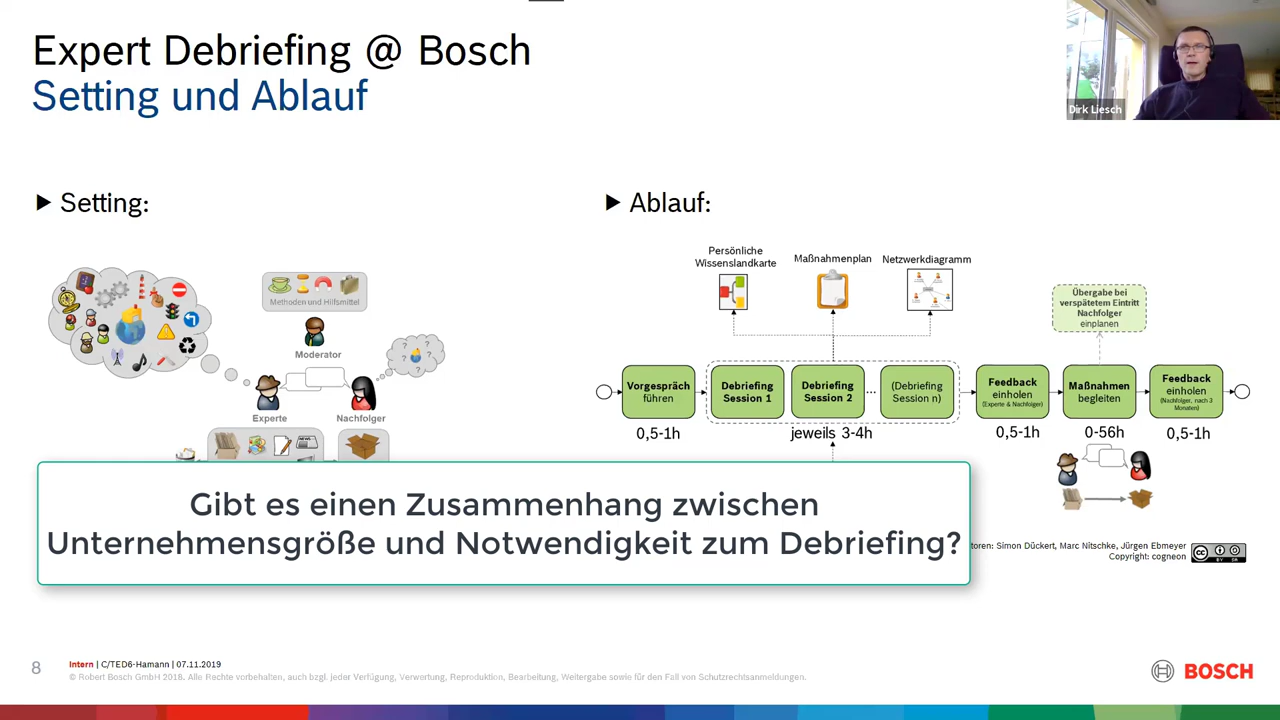 Expert Debriefing @ Bosch
Setting und Ablauf
Dirk Liesch
Setting:
Methoden und Hilfsmittel
Moderator
?
?
?
?
Experte
Nachfolger
NEWS
Ablauf:
Persönliche
Wissenslandkarte
Maßnahmenplan
Netzwerkdiagramm
Übergabe bei
verspätetem Eintritt
Nachfolger
einplanen
Vorgespräch
führen
Debriefing
Session 1
Debriefing
Session 2
...
(Debriefing
Session n)
Feedback
einholen
(Experte & Nachfolger)
Maßnahmen
begleiten
Feedback
einholen
(Nachfolger, nach 3
Monaten)
0,5-1h
jeweils 3-4h
0,5-1h
0-56h
0,5-1h
Gibt es einen Zusammenhang zwischen
Unternehmensgröße und Notwendigkeit zum Debriefing?
toren: Simon Dückert, Marc Nitschke, Jürgen Ebmeyer
Copyright: cogneon
cc
BY
8
Intern | C/TED6-Hamann | 07.11.2019
© Robert Bosch GmbH 2018. Alle Rechte vorbehalten, auch bzgl. jeder Verfügung, Verwertung, Reproduktion, Bearbeitung, Weitergabe sowie für den Fall von Schutzrechtsanmeldungen.
BOSCH